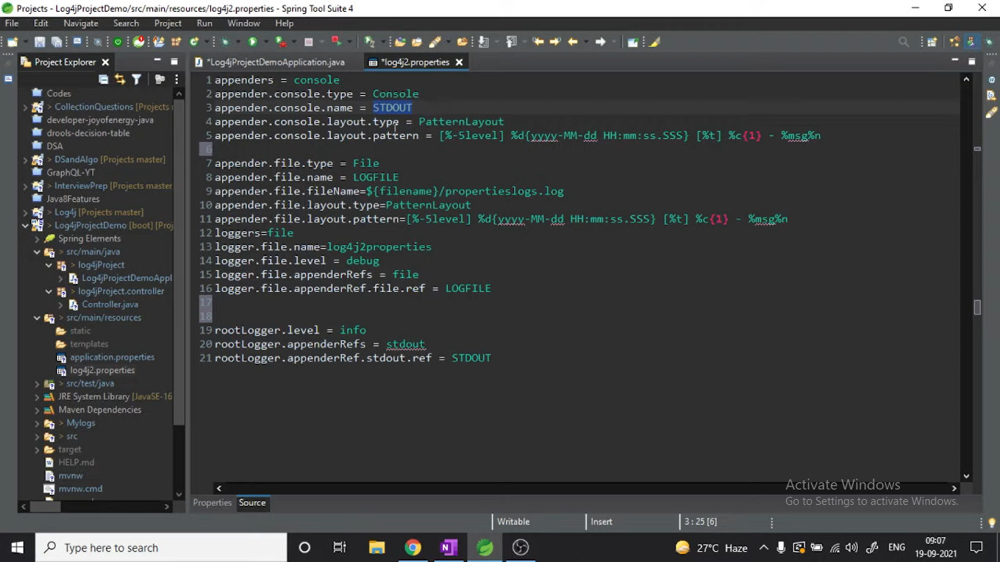 Projects - Log4jProjectDemo/src/main/resources/log4j2.properties - Spring Tool Suite 4
File Edit Navigate Search Project Run Window Help
Project Explorer
*Log4jProjectDemoApplication.java
*log4j2.properties
Codes
> CollectionQuestions [Projects m
developer-joyofenergy-java
drools-decision-table
DSA
> DSandAlgo [Projects master]
GraphQL-YT
> InterviewPrep [Projects master
Java8Features
> Log4j [Projects master]
> Log4jProjectDemo [boot] [Proj
Spring Elements
> src/main/java
> log4jProject
> Log4jProjectDemoAppl
> log4jProject.controller
> Controller.java
> src/main/resources
static
templates
application.properties
log4j2.properties
> src/test/java
JRE System Library [JavaSE-16
Maven Dependencies
> Mylogs
> src
target
HELP.md
mvnw
mvnw.cmd
1 appenders = console
2 appender.console.type = Console
3 appender.console.name = STDOUT
4 appender.console.layout.type = PatternLayout
5 appender.console.layout.pattern = [%-5level] %d{yyyy-MM-dd HH:mm:ss.SSS} [%t] %c{1} - %msg%n
6
7 appender.file.type = File
8 appender.file.name = LOGFILE
9 appender.file.fileName=${filename}/propertieslogs.log
10 appender.file.layout.type=PatternLayout
11 appender.file.layout.pattern=[%-5level] %d{yyyy-MM-dd HH:mm:ss.SSS} [%t] %c{1} - %msg%n
12 loggers=file
13 logger.file.name=log4j2properties
14 logger.file.level = debug
15 logger.file.appenderRefs = file
16 logger.file.appenderRef.file.ref = LOGFILE
17
18
19 rootLogger.level = info
20 rootLogger.appenderRefs = stdout
21 rootLogger.appenderRef.stdout.ref = STDOUT
Activate Windows
Go to Settings to activate Windows.
Properties Source
Writable Insert 3 : 25 [6]
Type here to search
27°C Haze
ENG
09:07
19-09-2021